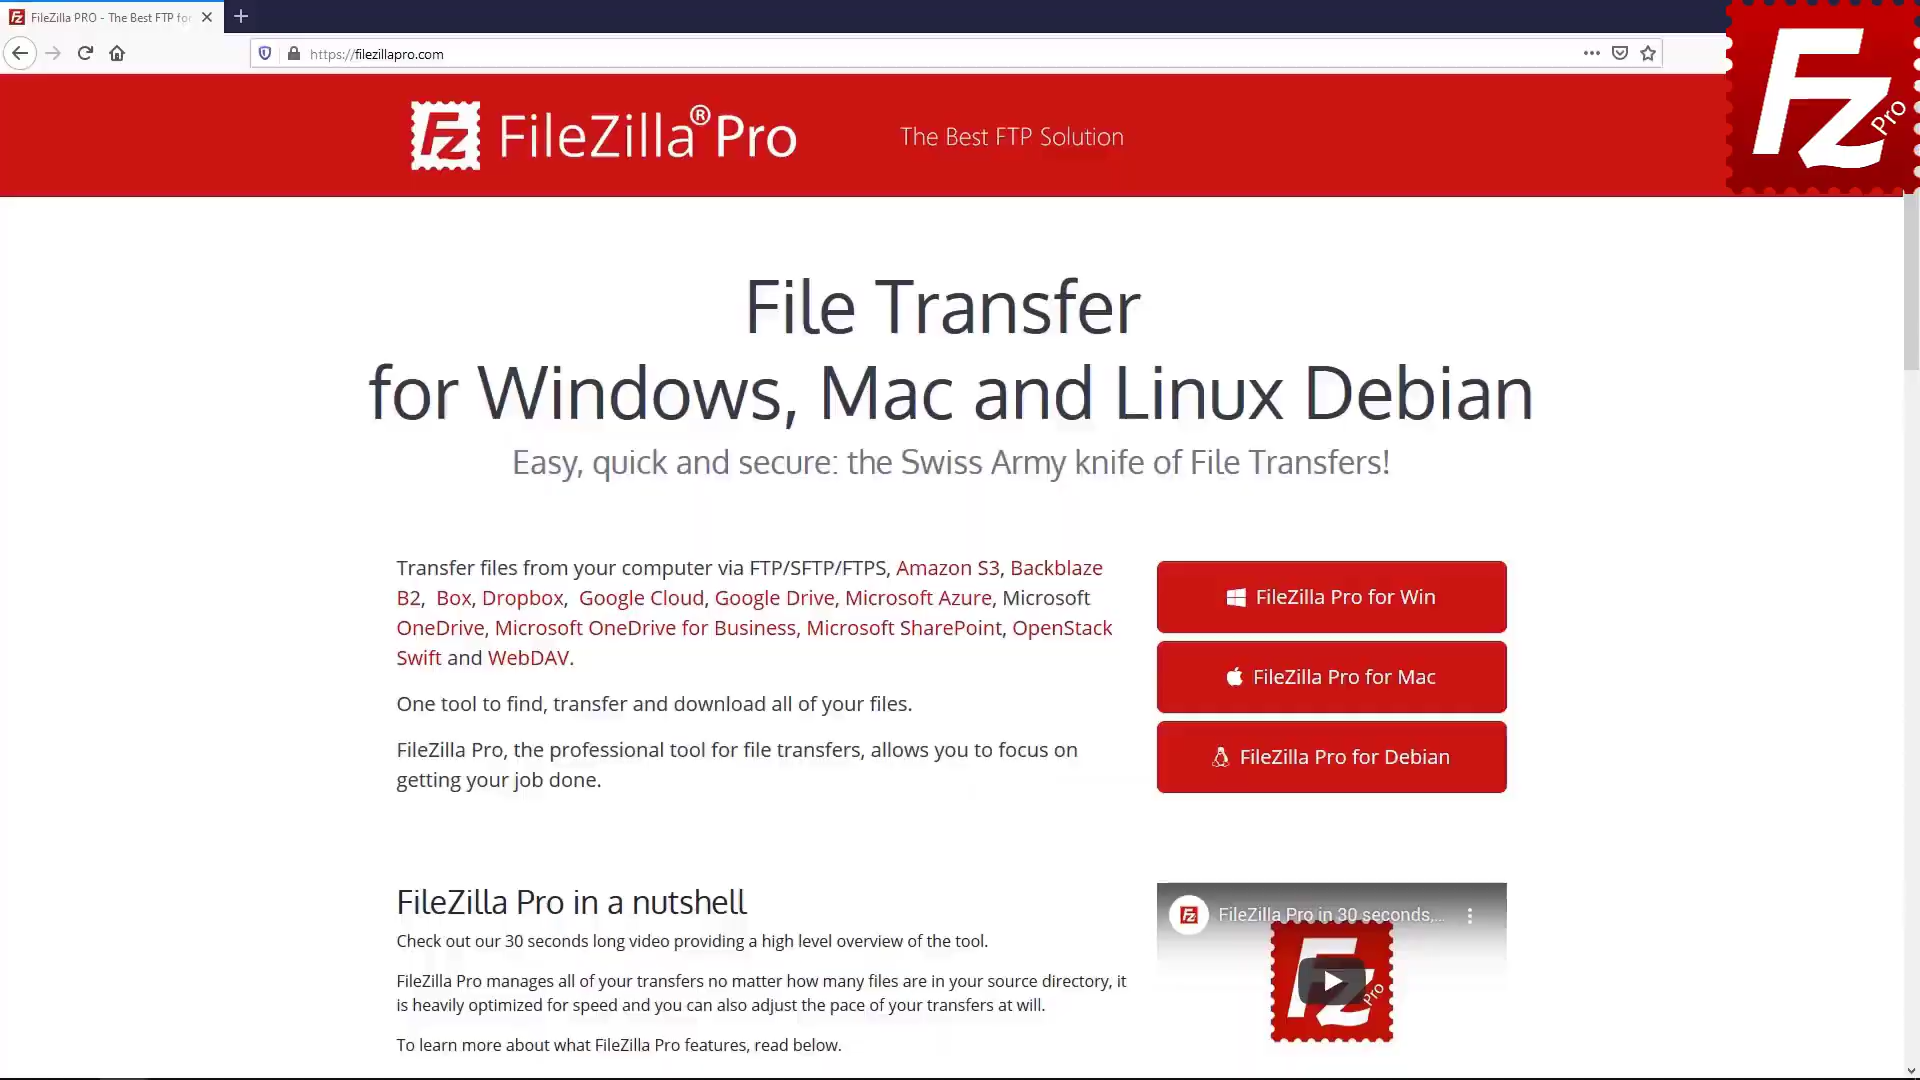 FileZilla PRO - The Best FTP for
https://filezillapro.com
FileZilla® Pro
The Best FTP Solution
Fz Pro
File Transfer
for Windows, Mac and Linux Debian
Easy, quick and secure: the Swiss Army knife of File Transfers!
Transfer files from your computer via FTP/SFTP/FTPS, Amazon S3, Backblaze
B2, Box, Dropbox, Google Cloud, Google Drive, Microsoft Azure, Microsoft
OneDrive, Microsoft OneDrive for Business, Microsoft SharePoint, OpenStack
Swift and WebDAV.
One tool to find, transfer and download all of your files.
FileZilla Pro, the professional tool for file transfers, allows you to focus on
getting your job done.
FileZilla Pro for Win
FileZilla Pro for Mac
FileZilla Pro for Debian
FileZilla Pro in a nutshell
Check out our 30 seconds long video providing a high level overview of the tool.
FileZilla Pro manages all of your transfers no matter how many files are in your source directory, it
is heavily optimized for speed and you can also adjust the pace of your transfers at will.
To learn more about what FileZilla Pro features, read below.
FileZilla Pro in 30 seconds,...
Fz Pro